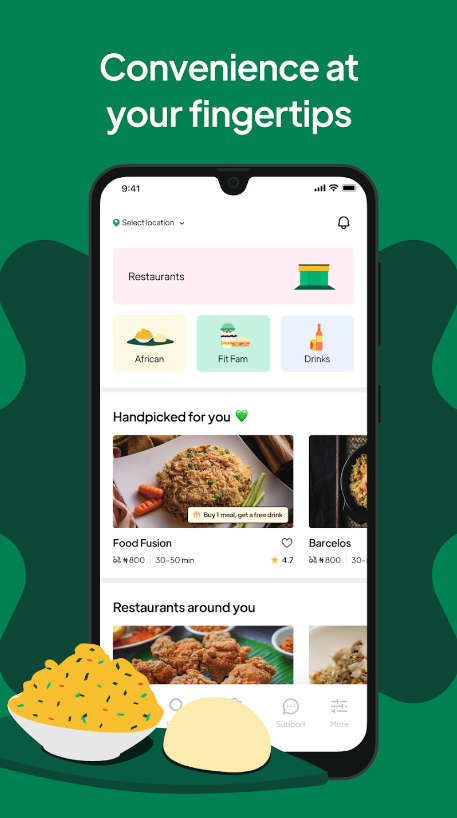 Convenience at
your fingertips
9:41
Select location
Restaurants
African
Fit Fam
Drinks
Handpicked for you 💚
Buy 1 meal, get a free drink
Food Fusion
₦800
30-50 min
4.7
Barcelos
₦800
Restaurants around you
Support
More